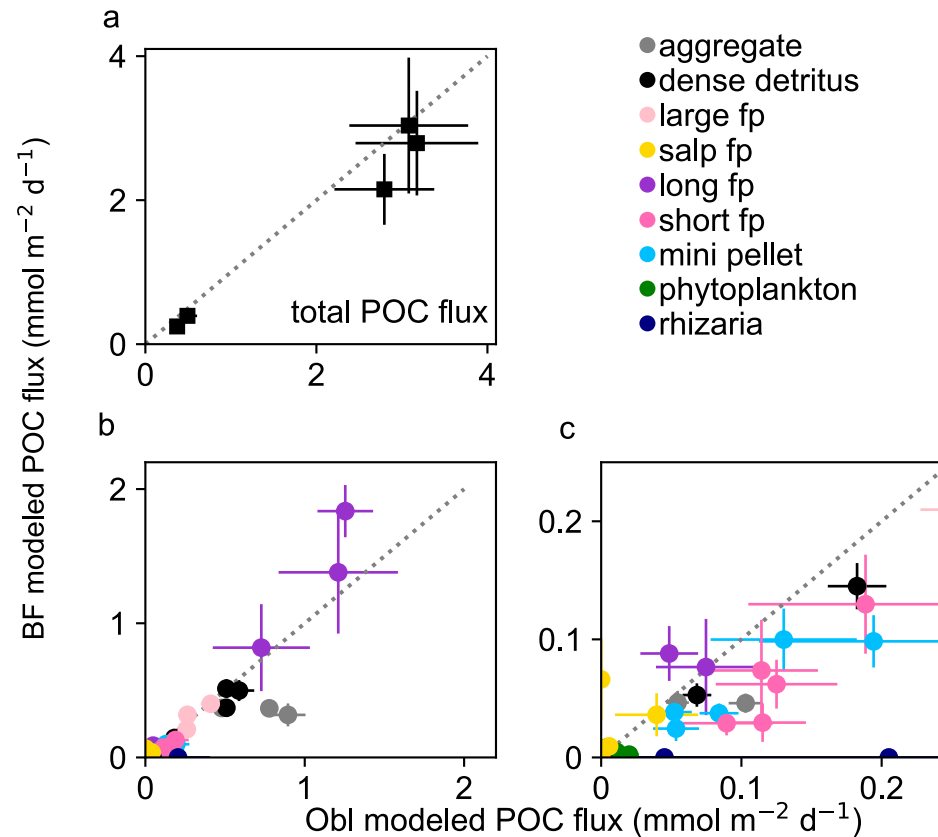 a
4
2
0
0
2
4
total POC flux
aggregate
dense detritus
large fp
salp fp
long fp
short fp
mini pellet
phytoplankton
rhizaria
BF modeled POC flux (mmol m⁻² d⁻¹)
b
2
1
0
0
1
2
c
0.2
0.1
0
0
0.1
0.2
Obl modeled POC flux (mmol m⁻² d⁻¹)